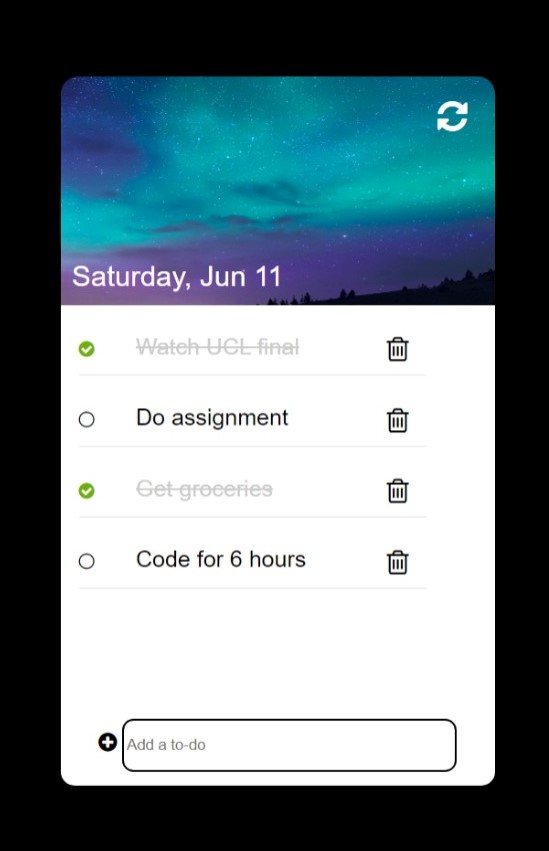 Saturday, Jun 11
Watch UCL final
Do assignment
Get groceries
Code for 6 hours
Add a to-do